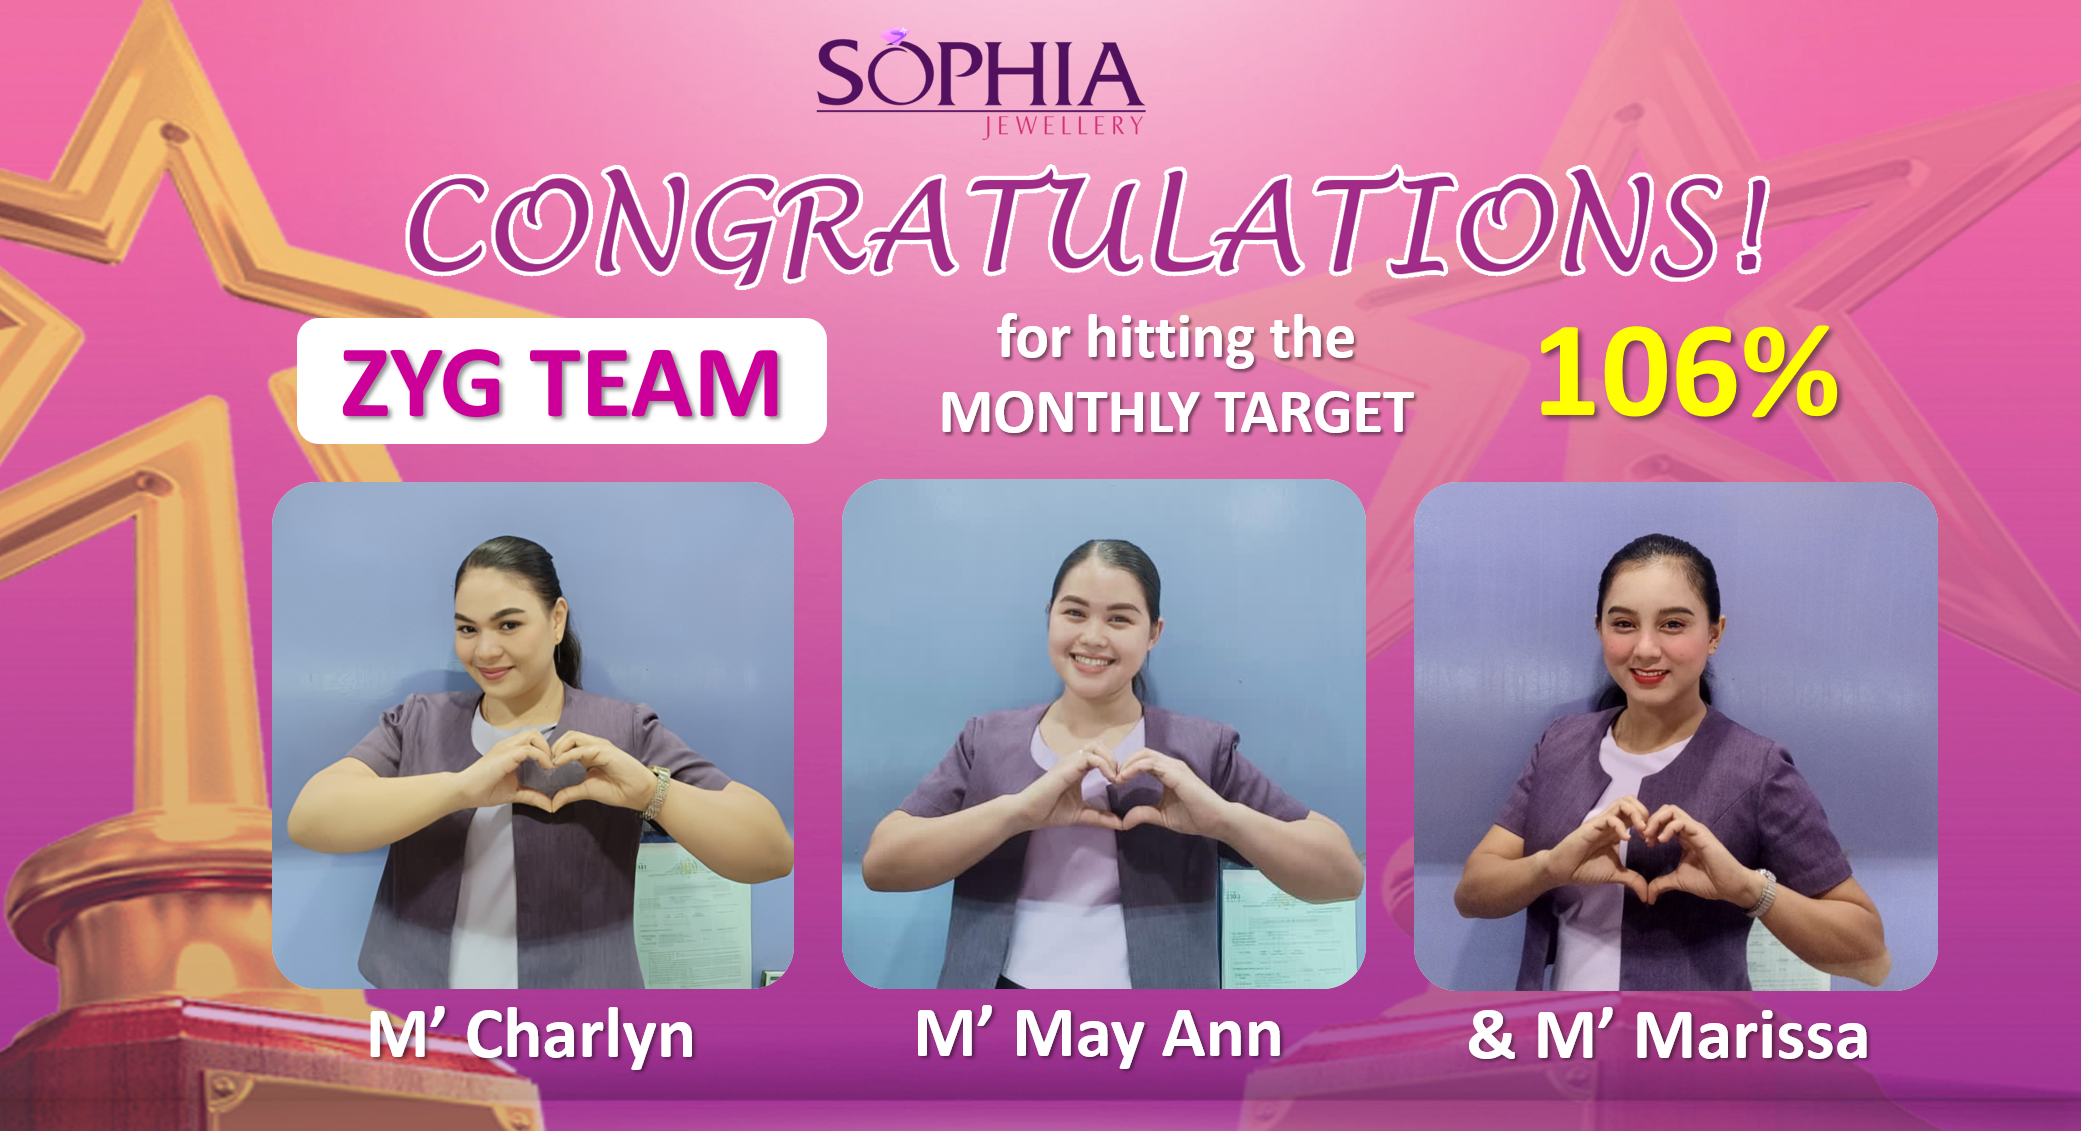 SOPHIA
JEWELLERY
CONGRATULATIONS!
ZYG TEAM
for hitting the
MONTHLY TARGET
106%
M’ Charlyn
M’ May Ann
& M’ Marissa